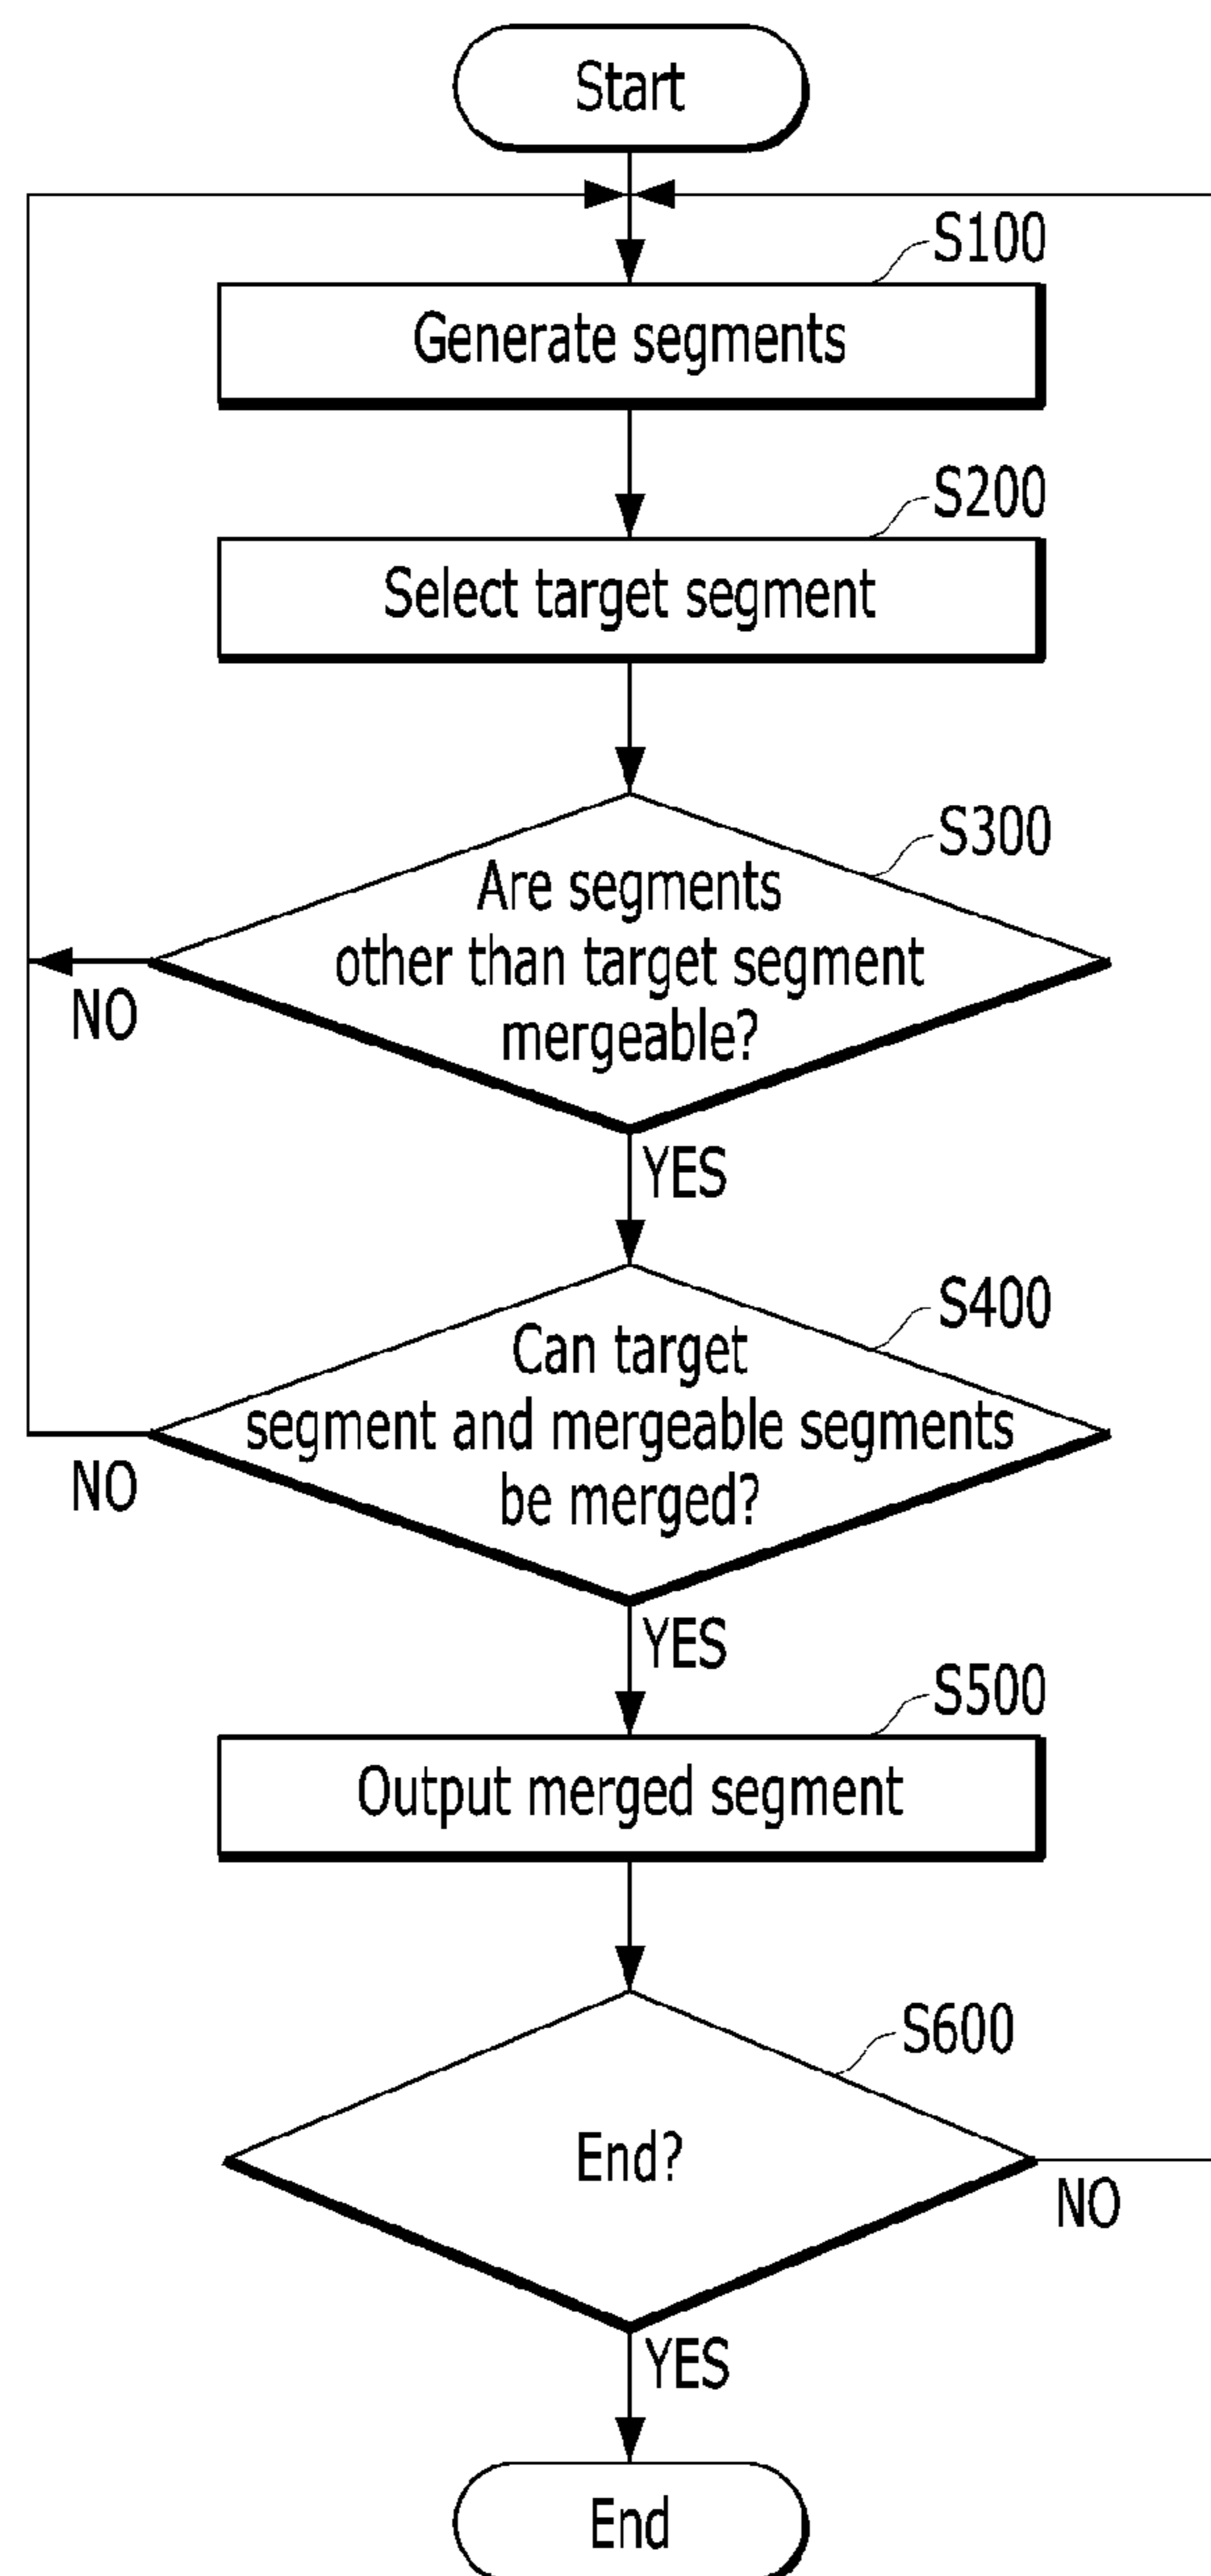 Start
S100
Generate segments
S200
Select target segment
S300
Are segments
other than target segment
mergeable?
NO
YES
S400
Can target
segment and mergeable segments
be merged?
NO
YES
S500
Output merged segment
S600
End?
NO
YES
End